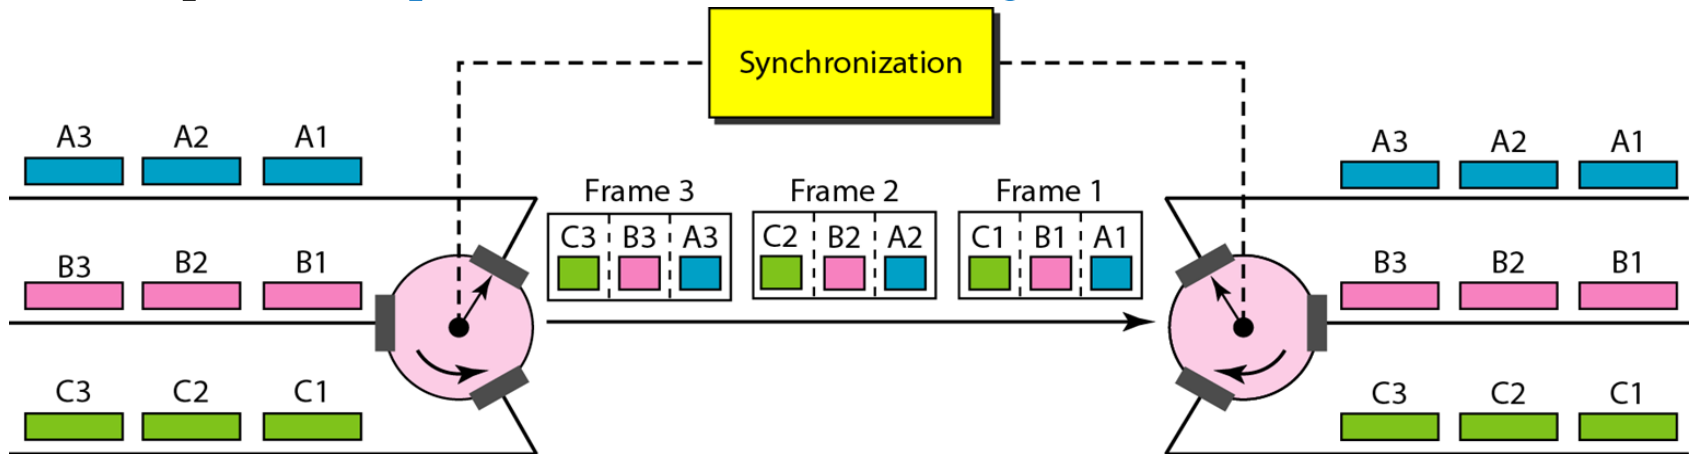 Synchronization
A3 A2 A1
A3 A2 A1
Frame 3 Frame 2 Frame 1
C3 B3 A3 C2 B2 A2 C1 B1 A1
B3 B2 B1
B3 B2 B1
C3 C2 C1
C3 C2 C1